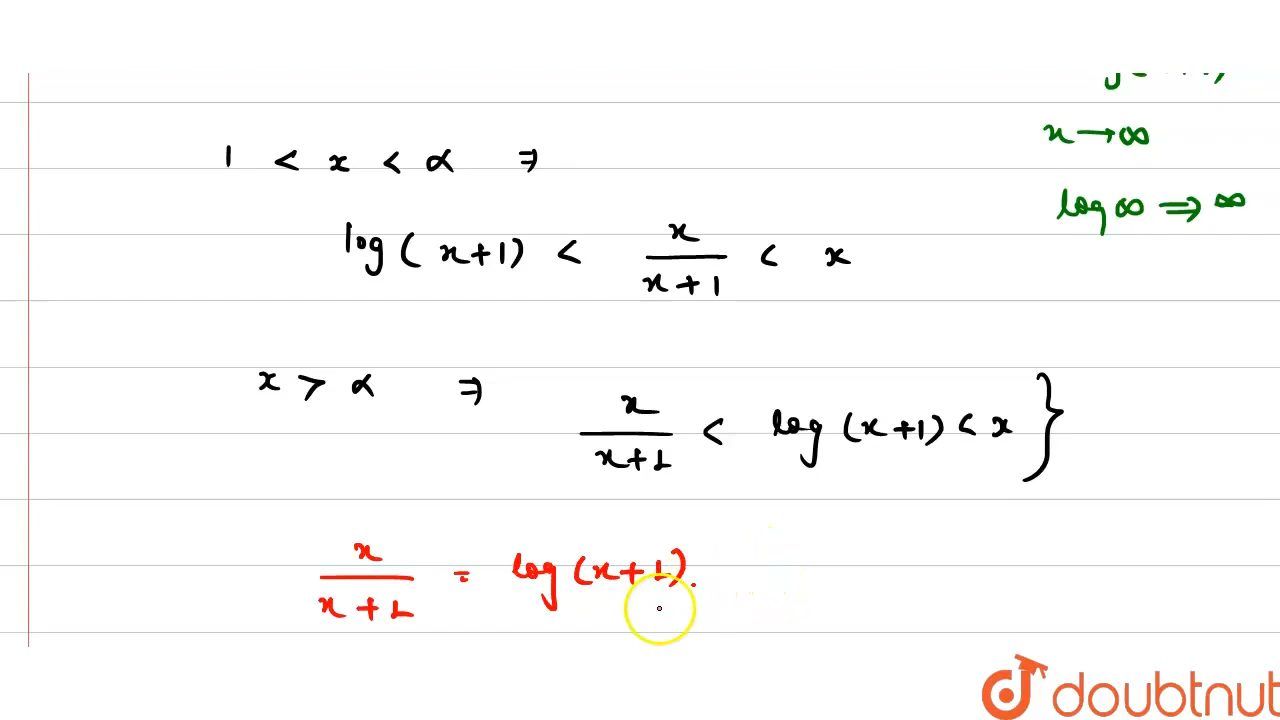 x → ∞
1 < x < α ⇒
log ∞ ⇒ ∞
log(x+1) < x/(x+1) < x
x > α ⇒
x/(x+1) < log(x+1) < x }
x/(x+1) = log(x+1).
doubtnut